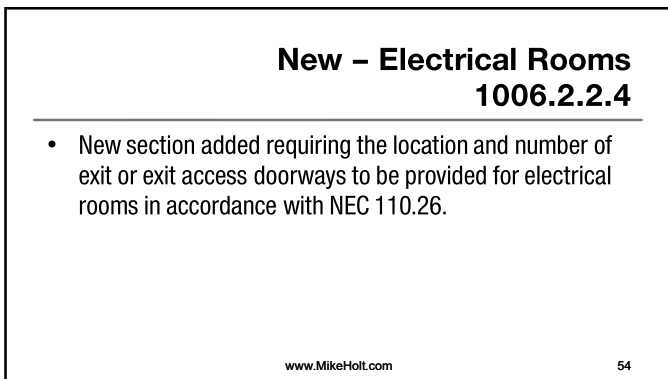 New – Electrical Rooms
1006.2.2.4
• New section added requiring the location and number of
exit or exit access doorways to be provided for electrical
rooms in accordance with NEC 110.26.
www.MikeHolt.com 54